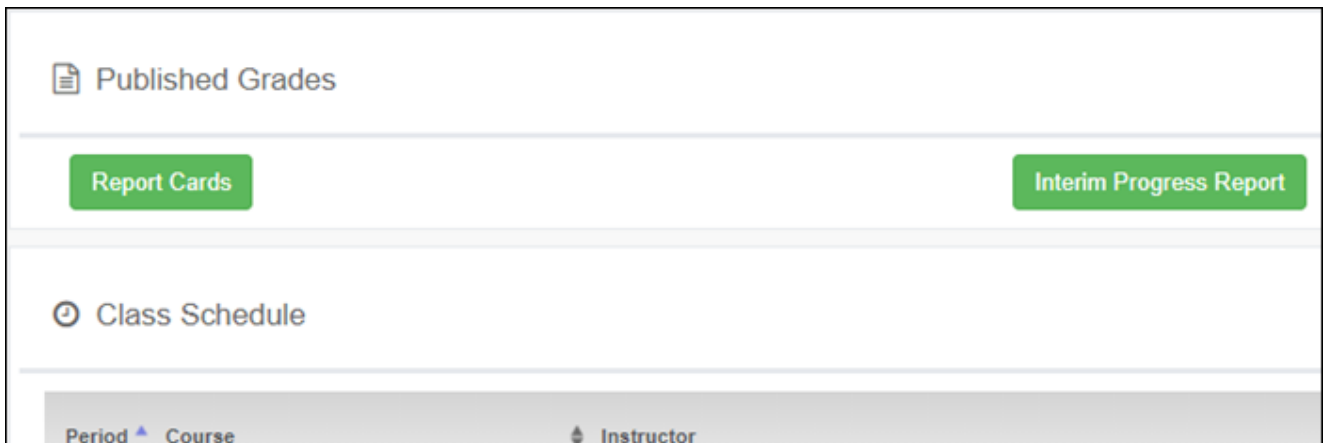 Published Grades
Report Cards Interim Progress Report
Class Schedule
Period Course Instructor